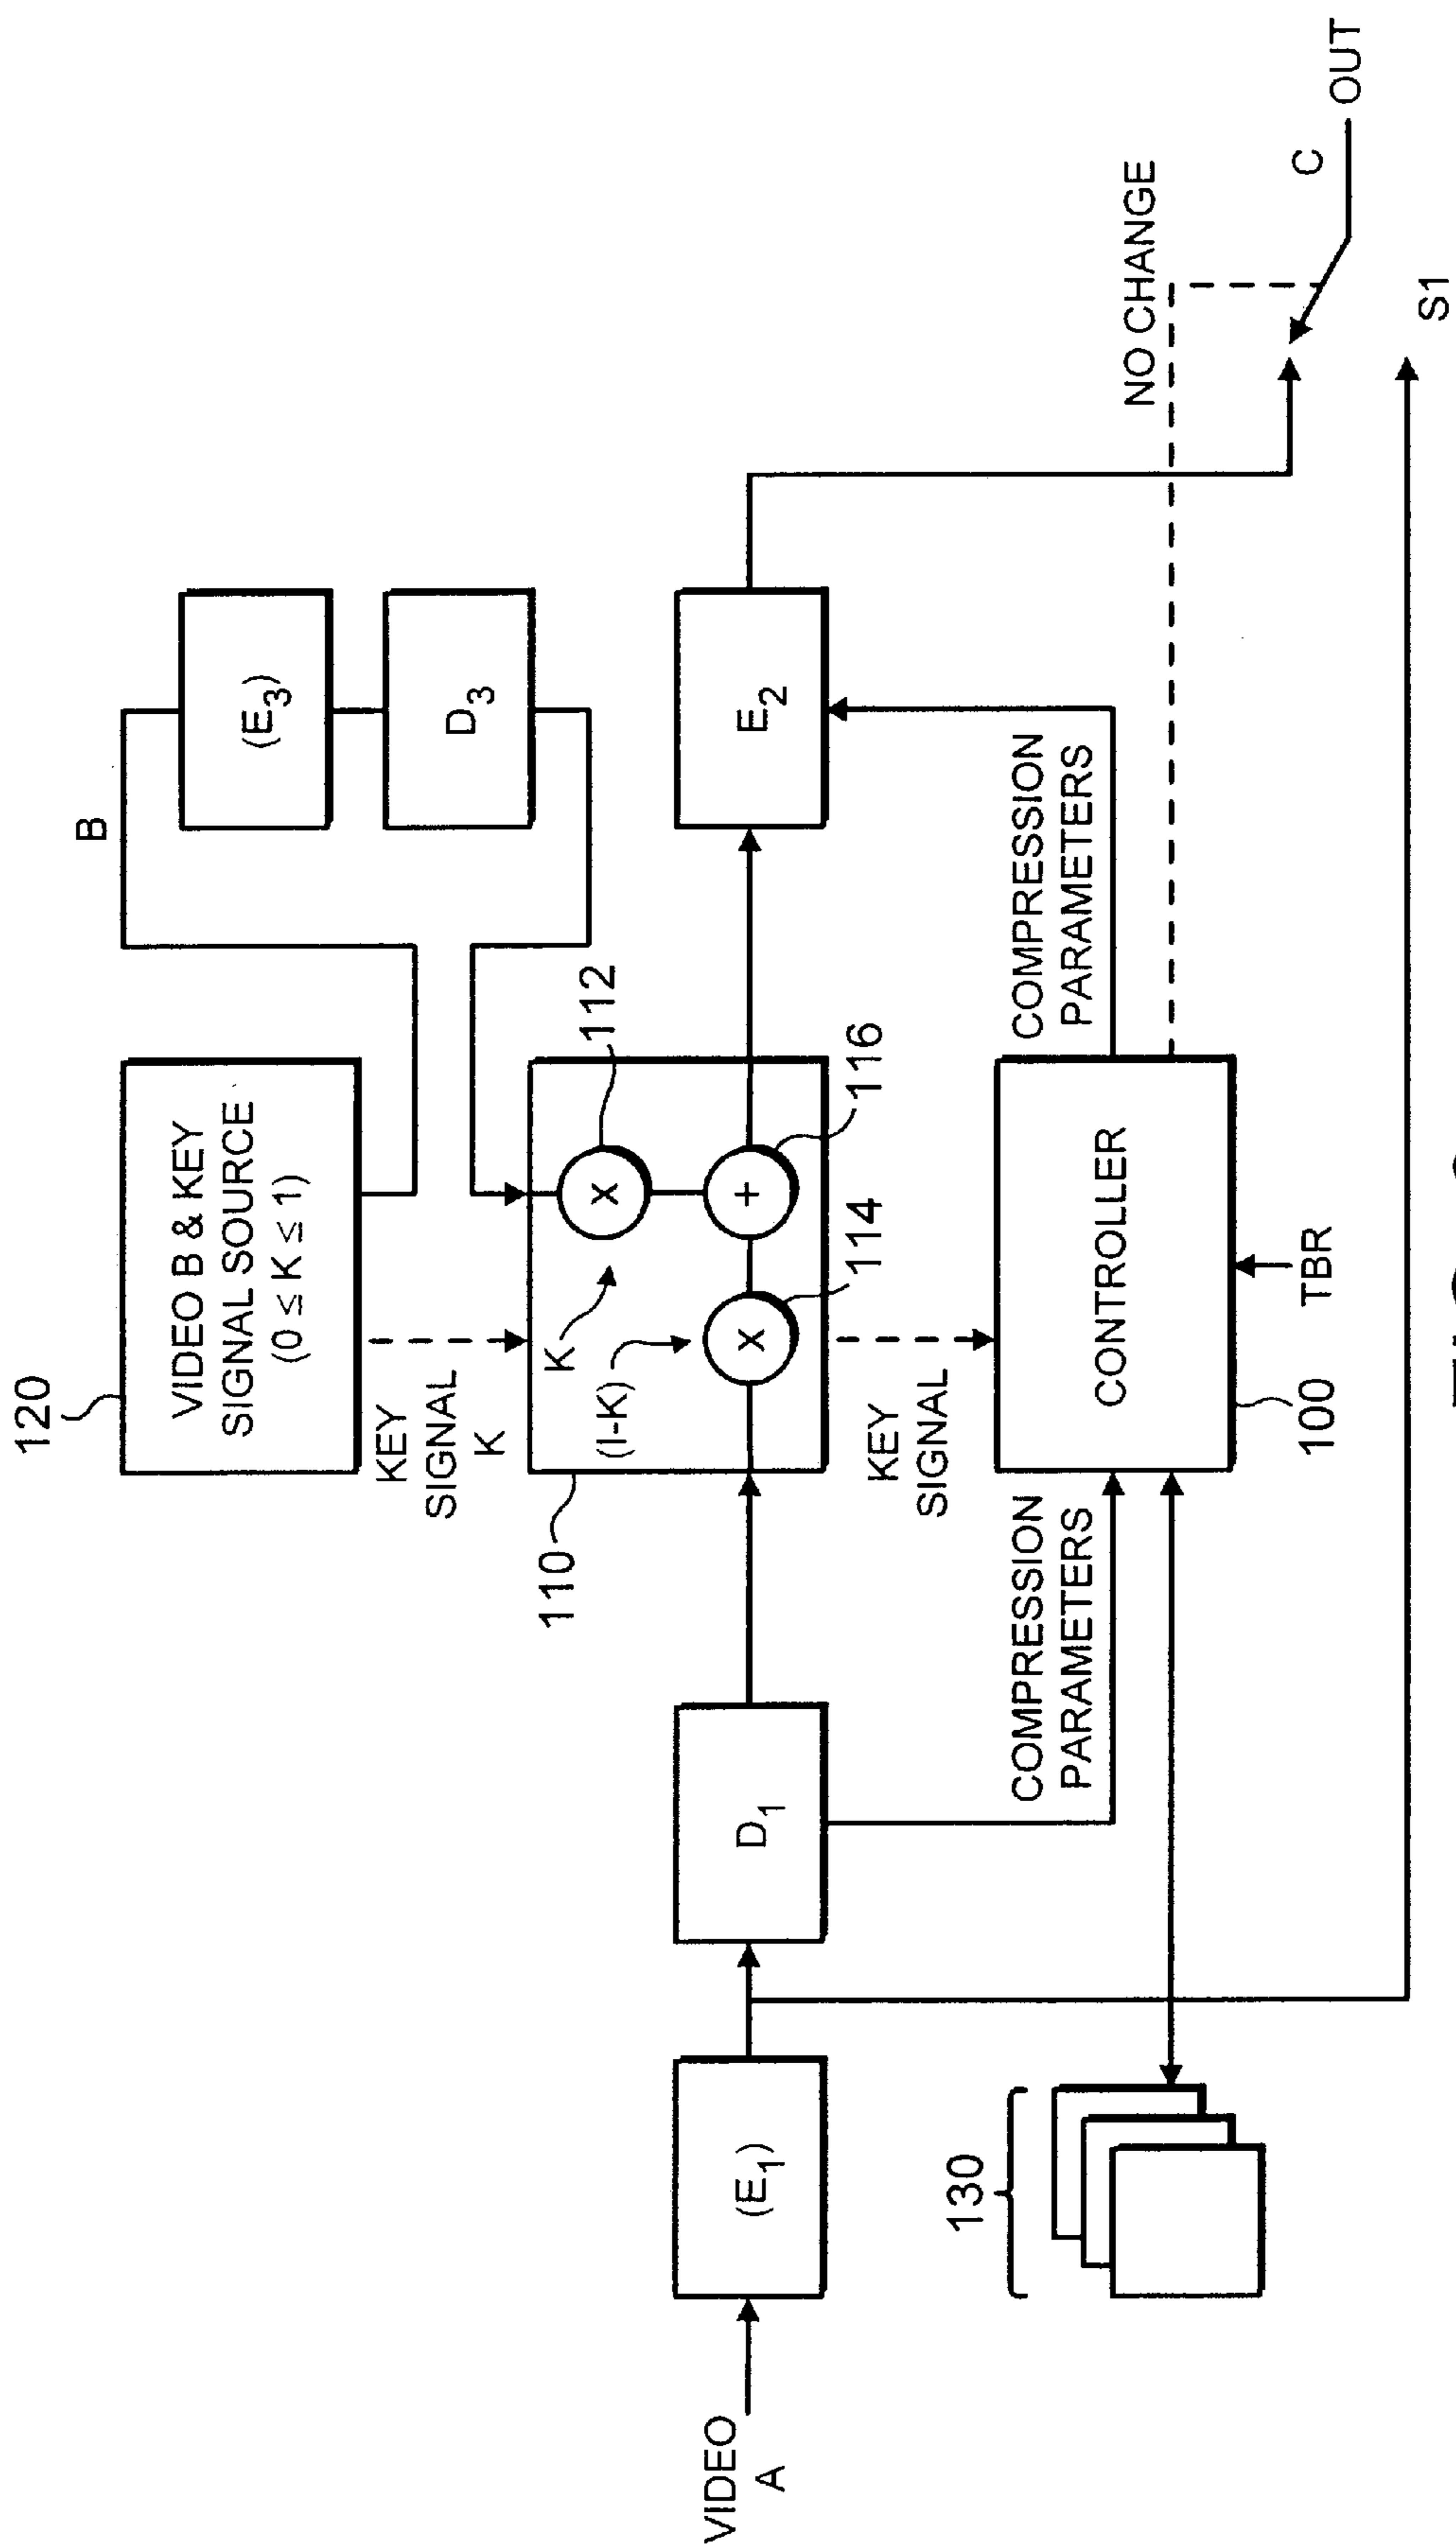 120
VIDEO B & KEY
SIGNAL SOURCE
(0 ≤ K ≤ 1)
B
(E3)
D3
KEY
SIGNAL
K
110
K
(I-K)
X
112
X
114
+
116
VIDEO
A
(E1)
D1
E2
KEY
SIGNAL
COMPRESSION
PARAMETERS
COMPRESSION
PARAMETERS
NO CHANGE
C
OUT
130
CONTROLLER
100
TBR
S1